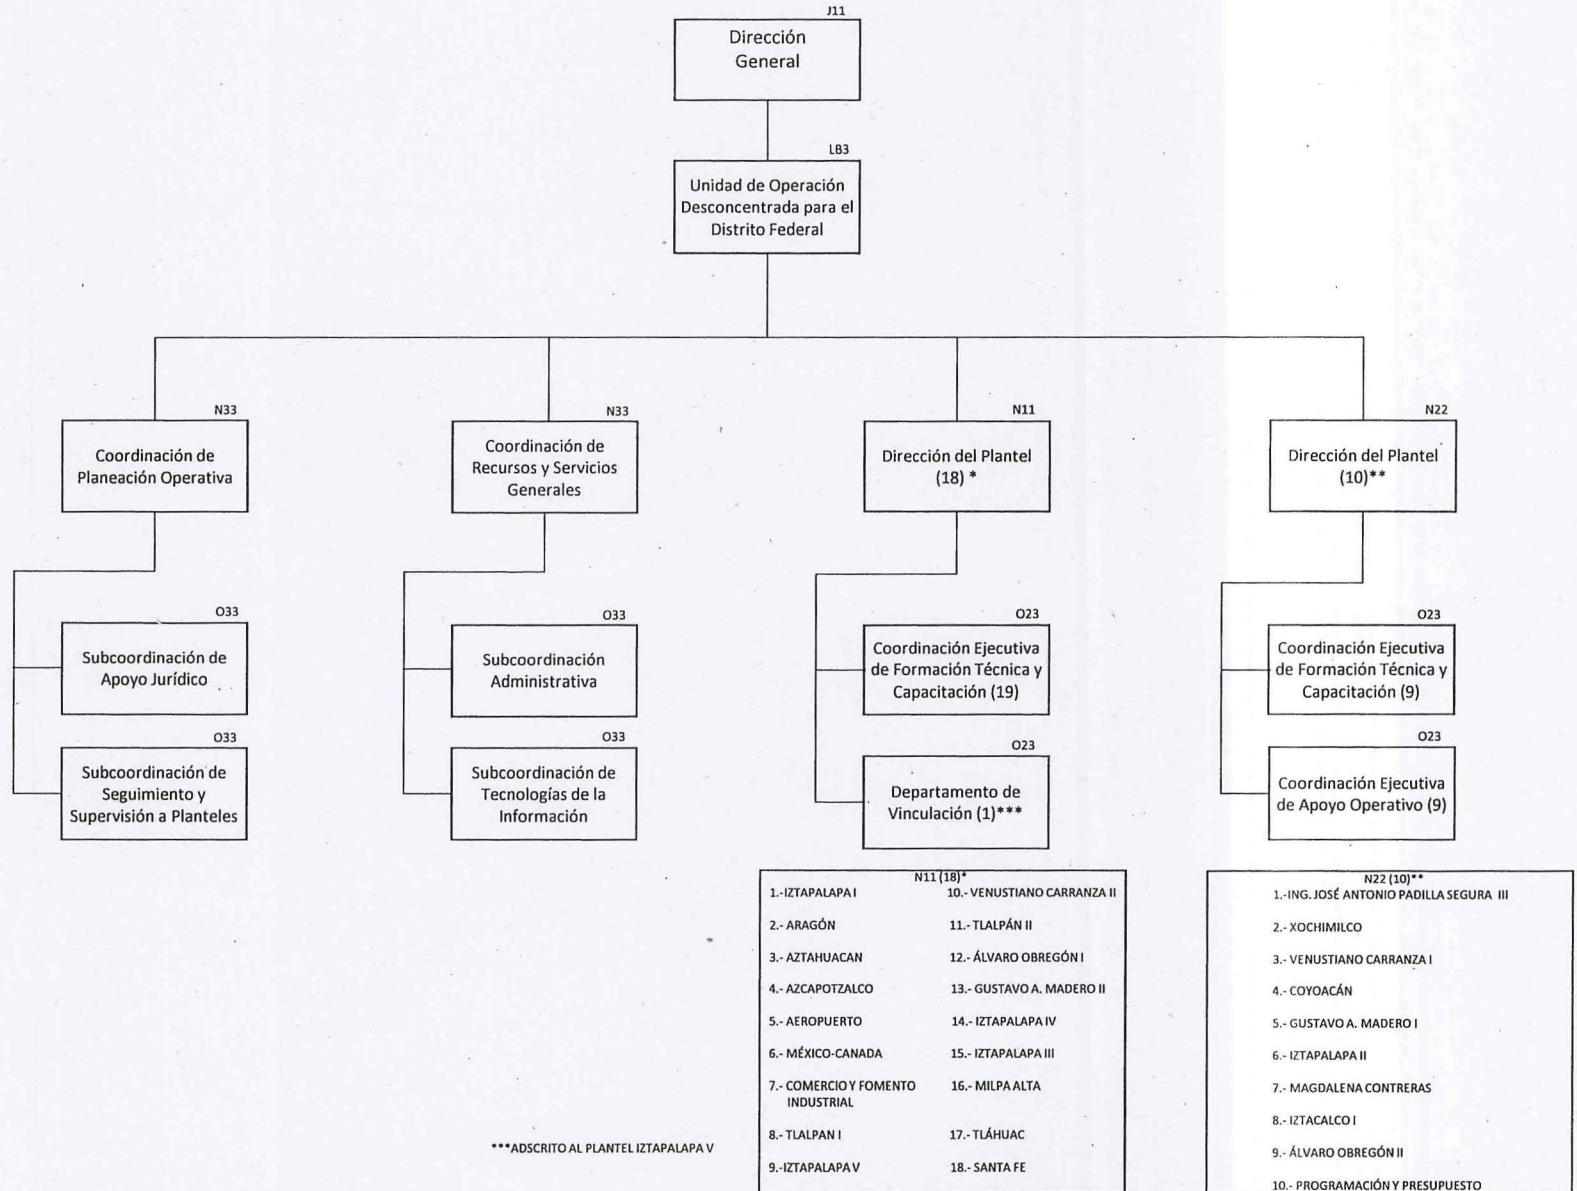 J11
Dirección
General
LB3
Unidad de Operación
Desconcentrada para el
Distrito Federal
N33
Coordinación de
Planeación Operativa
N33
Coordinación de
Recursos y Servicios
Generales
N11
Dirección del Plantel
(18) *
N22
Dirección del Plantel
(10)**
O33
Subcoordinación de
Apoyo Jurídico
O33
Subcoordinación de
Seguimiento y
Supervisión a Planteles
O33
Subcoordinación
Administrativa
O33
Subcoordinación de
Tecnologías de la
Información
O23
Coordinación Ejecutiva
de Formación Técnica y
Capacitación (19)
O23
Departamento de
Vinculación (1)***
O23
Coordinación Ejecutiva
de Formación Técnica y
Capacitación (9)
O23
Coordinación Ejecutiva
de Apoyo Operativo (9)
N11 (18)*
1.-IZTAPALAPA I
2.- ARAGÓN
3.- AZTAHUACAN
4.- AZCAPOTZALCO
5.- AEROPUERTO
6.- MÉXICO-CANADA
7.- COMERCIO Y FOMENTO
INDUSTRIAL
8.- TLALPAN I
9.-IZTAPALAPA V
10.- VENUSTIANO CARRANZA II
11.- TLALPÁN II
12.- ÁLVARO OBREGÓN I
13.- GUSTAVO A. MADERO II
14.- IZTAPALAPA IV
15.- IZTAPALAPA III
16.- MILPA ALTA
17.- TLÁHUAC
18.- SANTA FE
N22 (10)**
1.-ING. JOSÉ ANTONIO PADILLA SEGURA III
2.- XOCHIMILCO
3.- VENUSTIANO CARRANZA I
4.- COYOACÁN
5.- GUSTAVO A. MADERO I
6.- IZTAPALAPA II
7.- MAGDALENA CONTRERAS
8.- IZTACALCO I
9.- ÁLVARO OBREGÓN II
10.- PROGRAMACIÓN Y PRESUPUESTO
***ADSCRITO AL PLANTEL IZTAPALAPA V